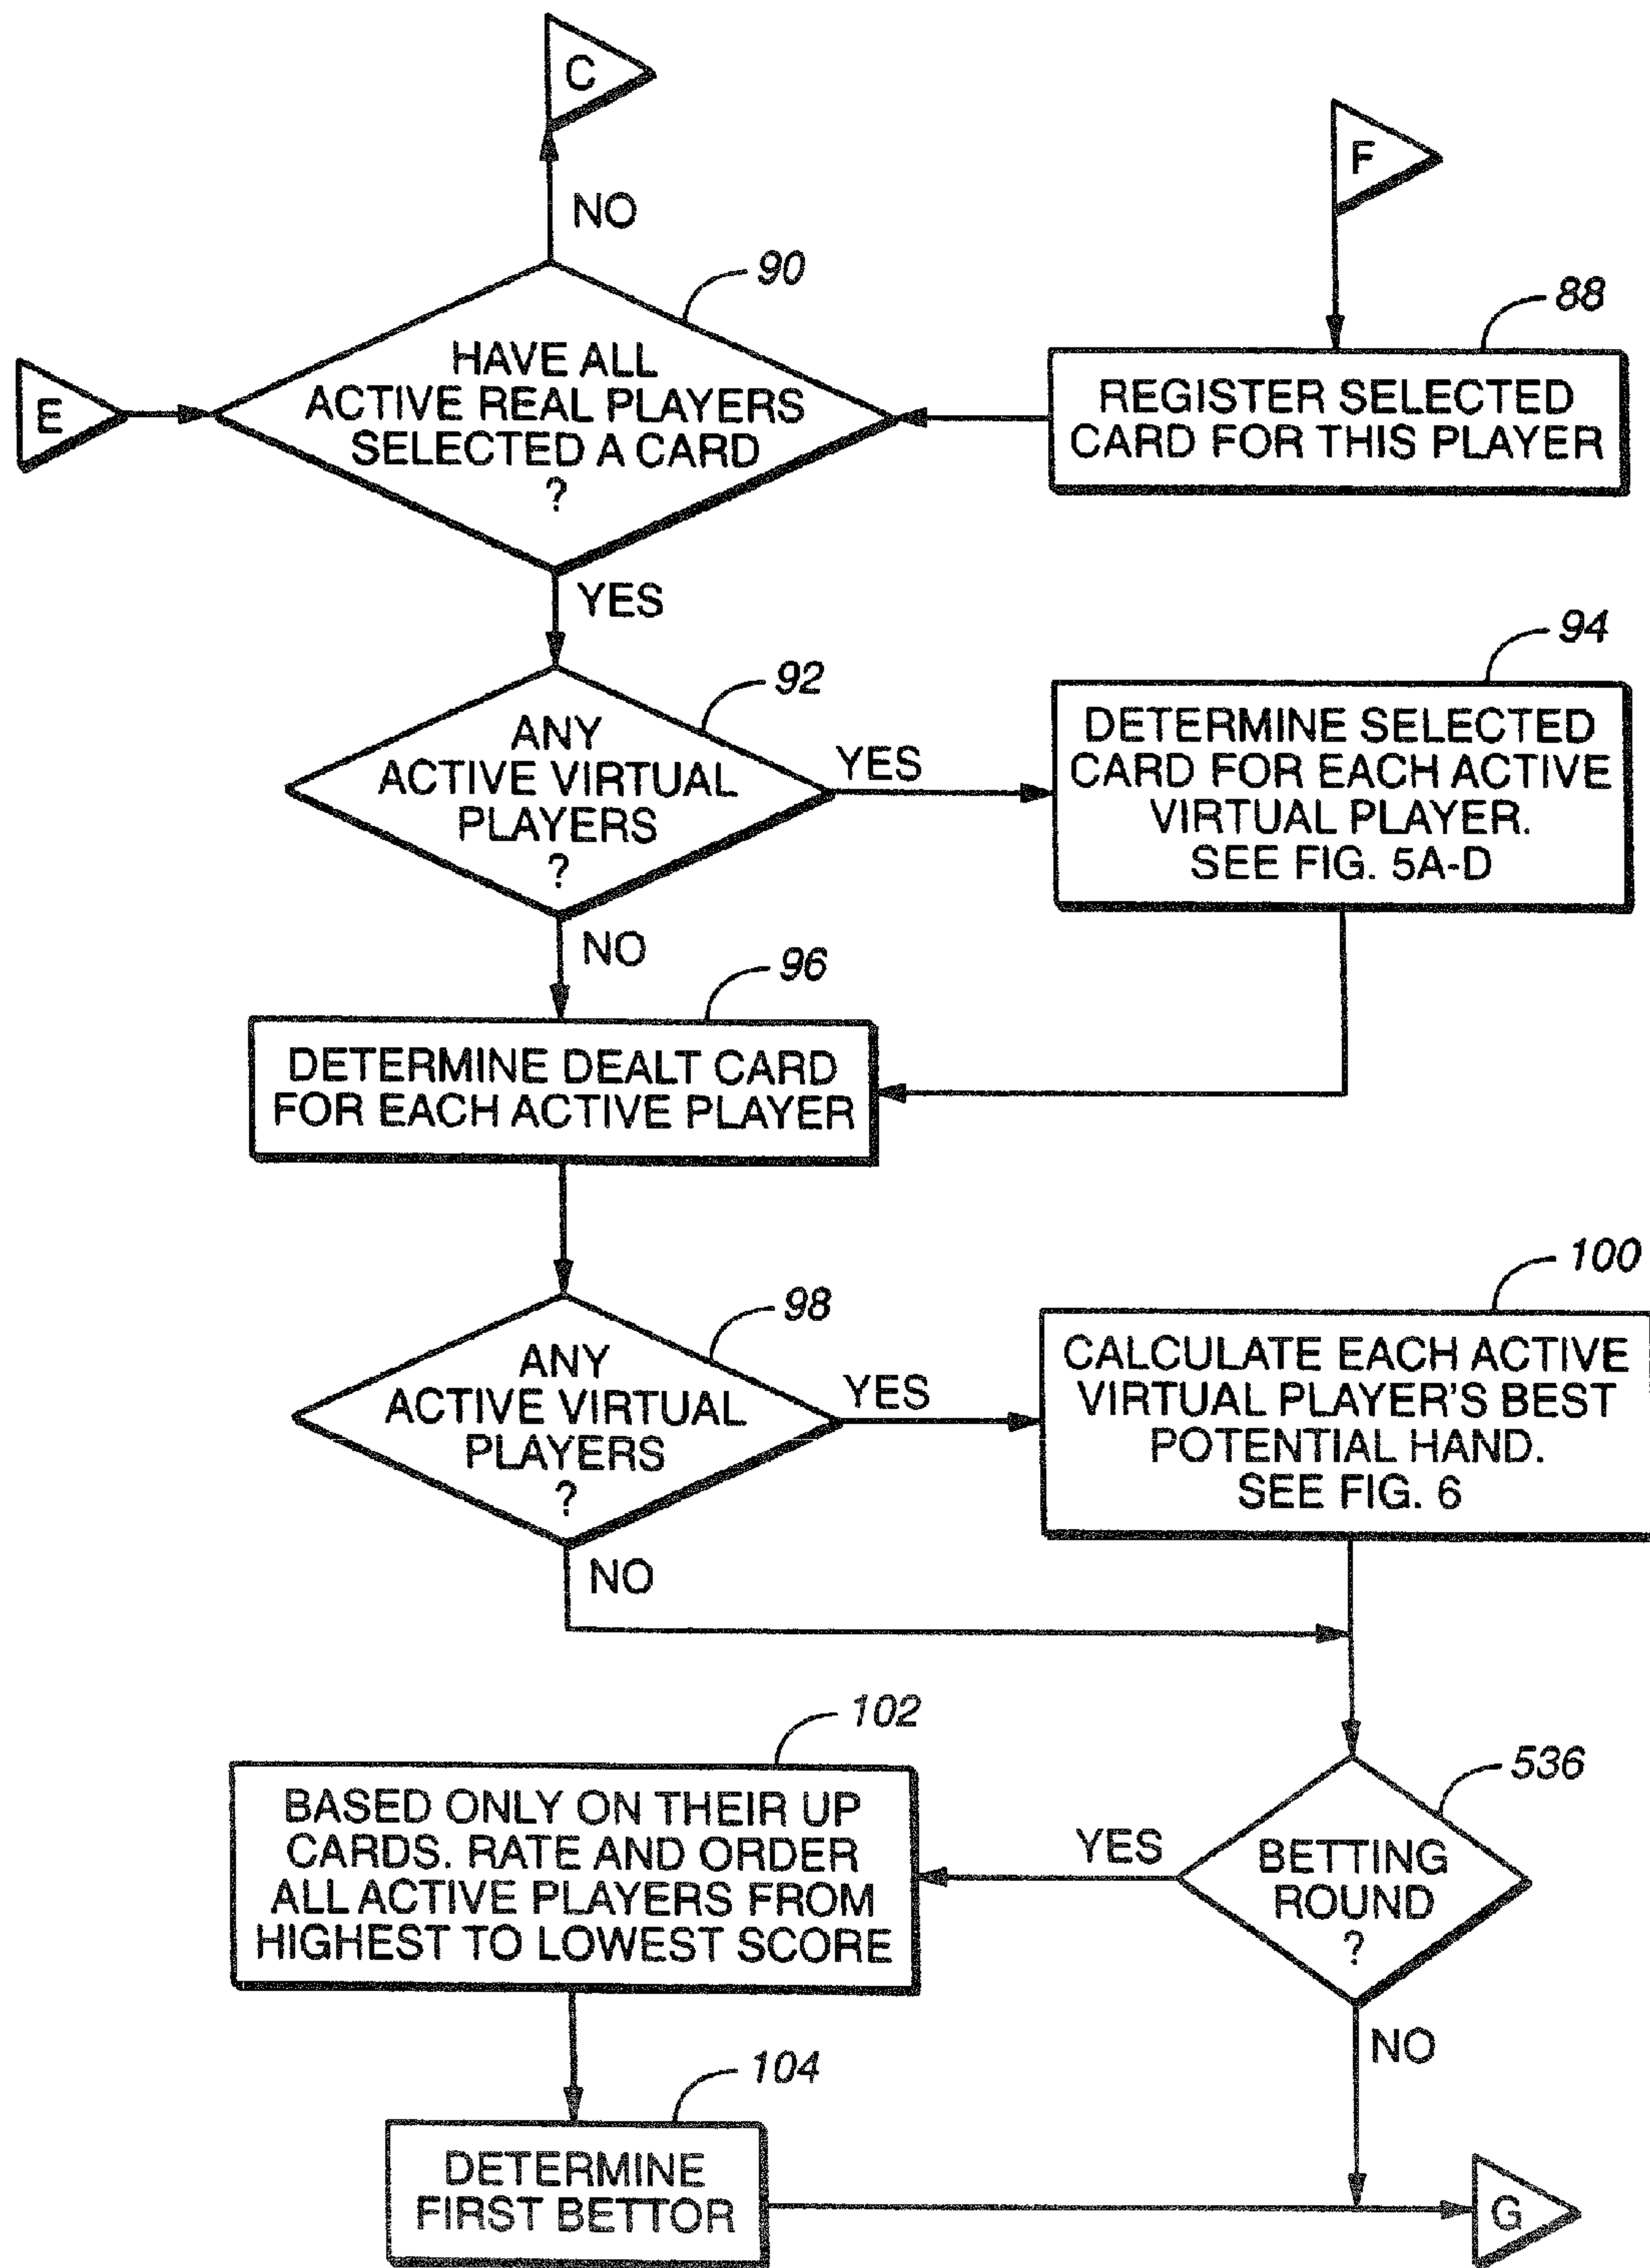 C
F
NO
90
88
HAVE ALL
ACTIVE REAL PLAYERS
SELECTED A CARD
?
E
REGISTER SELECTED
CARD FOR THIS PLAYER
YES
94
92
ANY
ACTIVE VIRTUAL
PLAYERS
?
YES
DETERMINE SELECTED
CARD FOR EACH ACTIVE
VIRTUAL PLAYER.
SEE FIG. 5A-D
NO
96
DETERMINE DEALT CARD
FOR EACH ACTIVE PLAYER
100
98
ANY
ACTIVE VIRTUAL
PLAYERS
?
YES
CALCULATE EACH ACTIVE
VIRTUAL PLAYER'S BEST
POTENTIAL HAND.
SEE FIG. 6
NO
102
536
BASED ONLY ON THEIR UP
CARDS. RATE AND ORDER
ALL ACTIVE PLAYERS FROM
HIGHEST TO LOWEST SCORE
YES
BETTING
ROUND
?
NO
104
DETERMINE
FIRST BETTOR
G